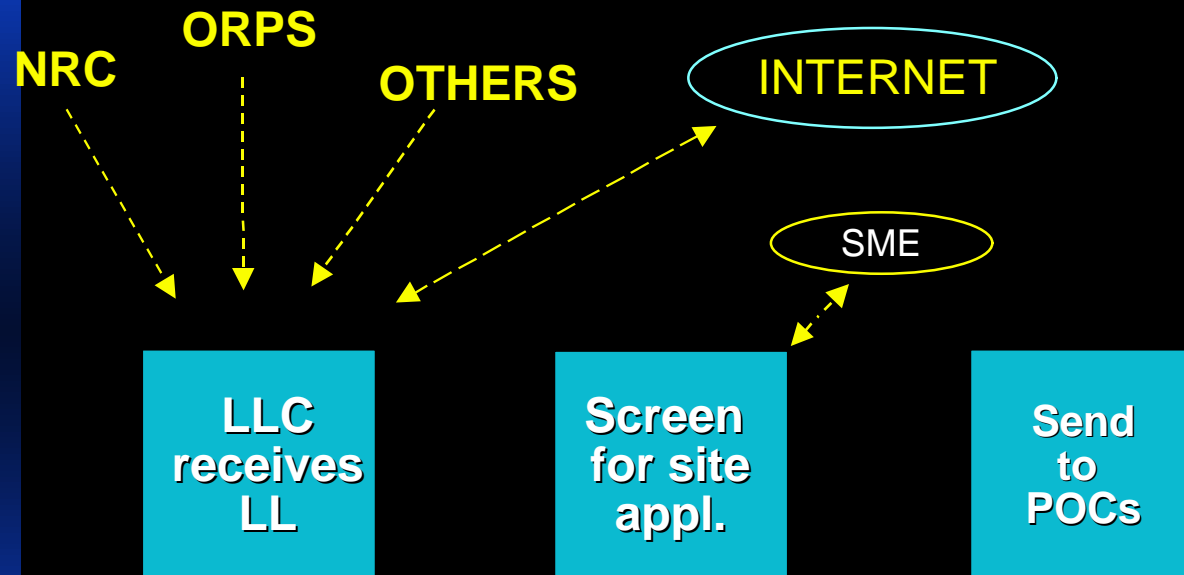 ORPS
NRC
OTHERS
INTERNET
SME
LLC
receives
LL
Screen
for site
appl.
Send
to
POCs